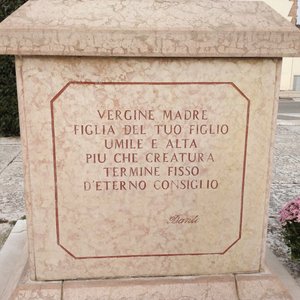 VERGINE MADRE
FIGLIA DEL TUO FIGLIO
UMILE E ALTA
PIU CHE CREATURA
TERMINE FISSO
D'ETERNO CONSIGLIO
Dante